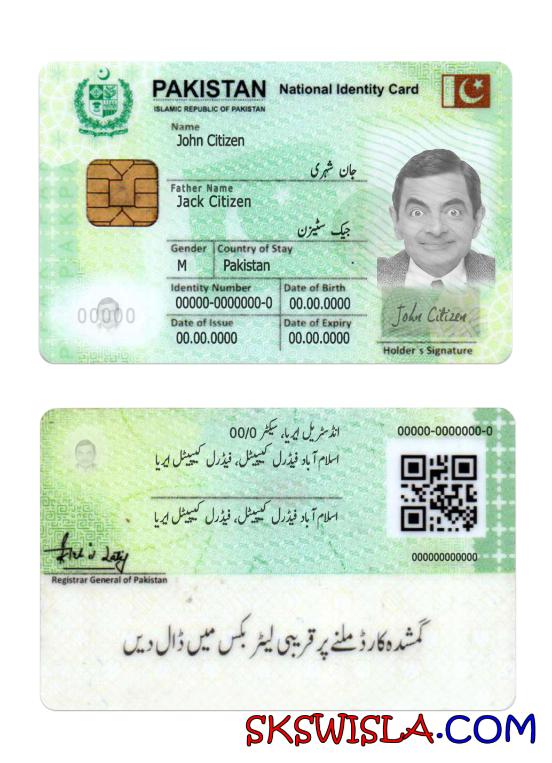 PAKISTAN National Identity Card
ISLAMIC REPUBLIC OF PAKISTAN
Name
John Citizen
جان شہری
Father Name
Jack Citizen
جیک سٹیزن
Gender Country of Stay
M Pakistan
Identity Number Date of Birth
00000-0000000-0 00.00.0000
Date of Issue Date of Expiry
00.00.0000 00.00.0000
00000
John Citizen
Holder's Signature
انڈسٹریل ایریا، سیکٹر 00/0
اسلام آباد فیڈرل کیپیٹل، فیڈرل کیپیٹل ایریا
اسلام آباد فیڈرل کیپیٹل، فیڈرل کیپیٹل ایریا
00000-0000000-0
000000000000
Registrar General of Pakistan
گمشدہ کارڈ ملنے پر قریبی لیٹر بکس میں ڈال دیں
SKSWISLA.COM